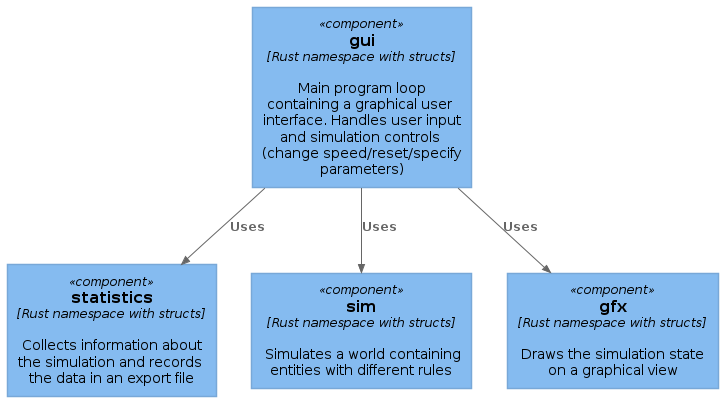 «component»
gui
[Rust namespace with structs]
Main program loop
containing a graphical user
interface. Handles user input
and simulation controls
(change speed/reset/specify
parameters)
Uses
Uses
Uses
«component»
statistics
[Rust namespace with structs]
Collects information about
the simulation and records
the data in an export file
«component»
sim
[Rust namespace with structs]
Simulates a world containing
entities with different rules
«component»
gfx
[Rust namespace with structs]
Draws the simulation state
on a graphical view